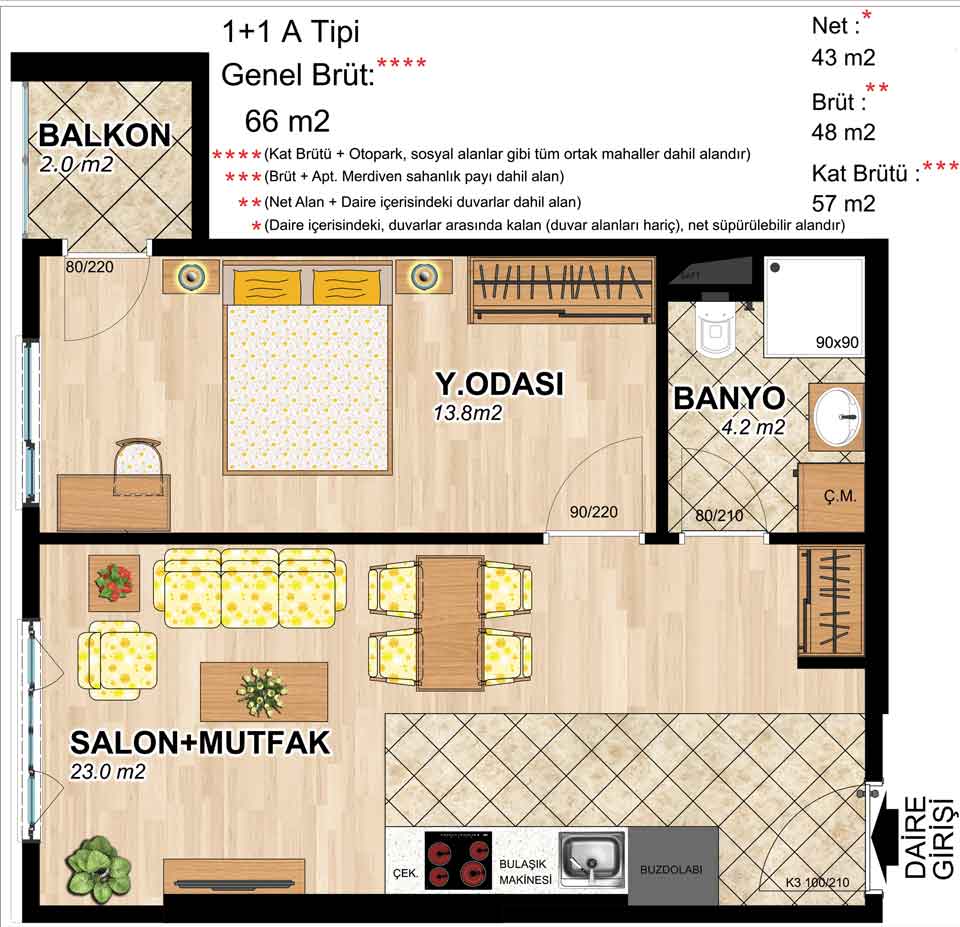 1+1 A Tipi
Genel Brüt:****
66 m2
****(Kat Brütü + Otopark, sosyal alanlar gibi tüm ortak mahaller dahil alandır)
***(Brüt + Apt. Merdiven sahanlık payı dahil alan)
**(Net Alan + Daire içerisindeki duvarlar dahil alan)
*(Daire içerisindeki, duvarlar arasında kalan (duvar alanları hariç), net süpürülebilir alandır)
Net :*
43 m2
Brüt :**
48 m2
Kat Brütü :***
57 m2
BALKON
2.0 m2
80/220
Y.ODASI
13.8m2
90/220
90x90
BANYO
4.2 m2
Ç.M.
80/210
SALON+MUTFAK
23.0 m2
ÇEK.
BULAŞIK
MAKİNESİ
BUZDOLABI
K3 100/210
DAİRE
GİRİŞİ